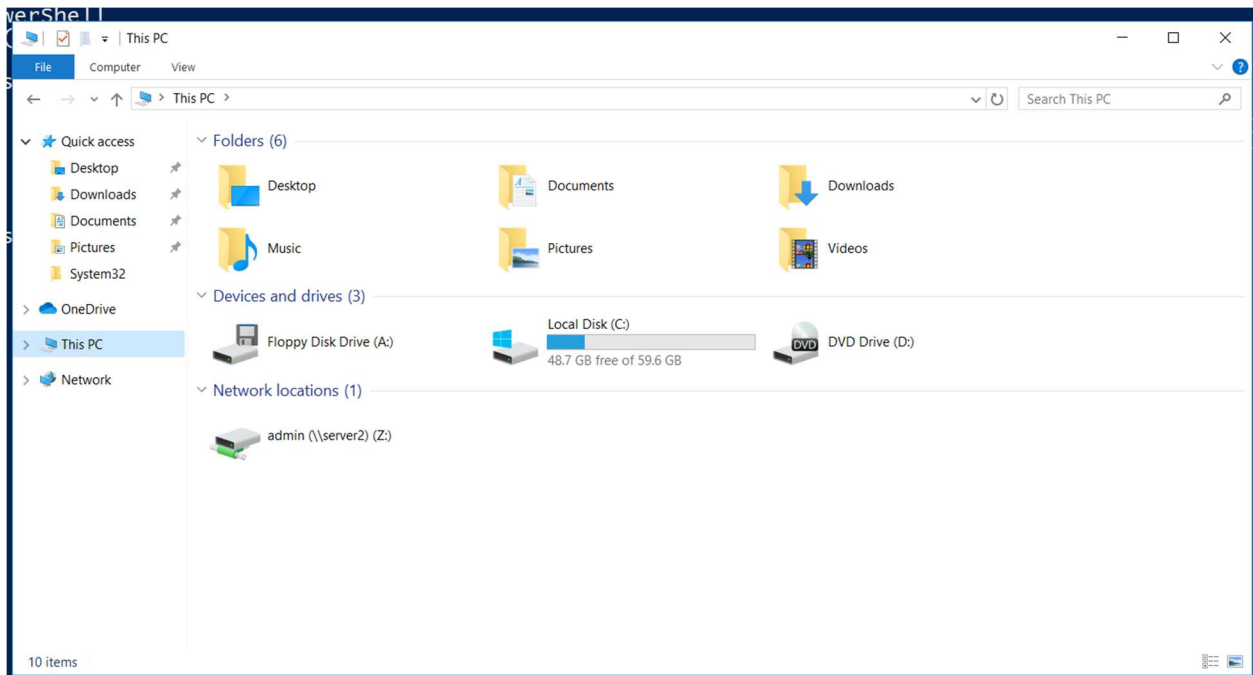 werShell
This PC
File Computer View
This PC
Search This PC
Quick access
Desktop
Downloads
Documents
Pictures
System32
OneDrive
This PC
Network
Folders (6)
Desktop Documents Downloads
Music Pictures Videos
Devices and drives (3)
Floppy Disk Drive (A:)
Local Disk (C:)
48.7 GB free of 59.6 GB
DVD
DVD Drive (D:)
Network locations (1)
admin (\\server2) (Z:)
10 items